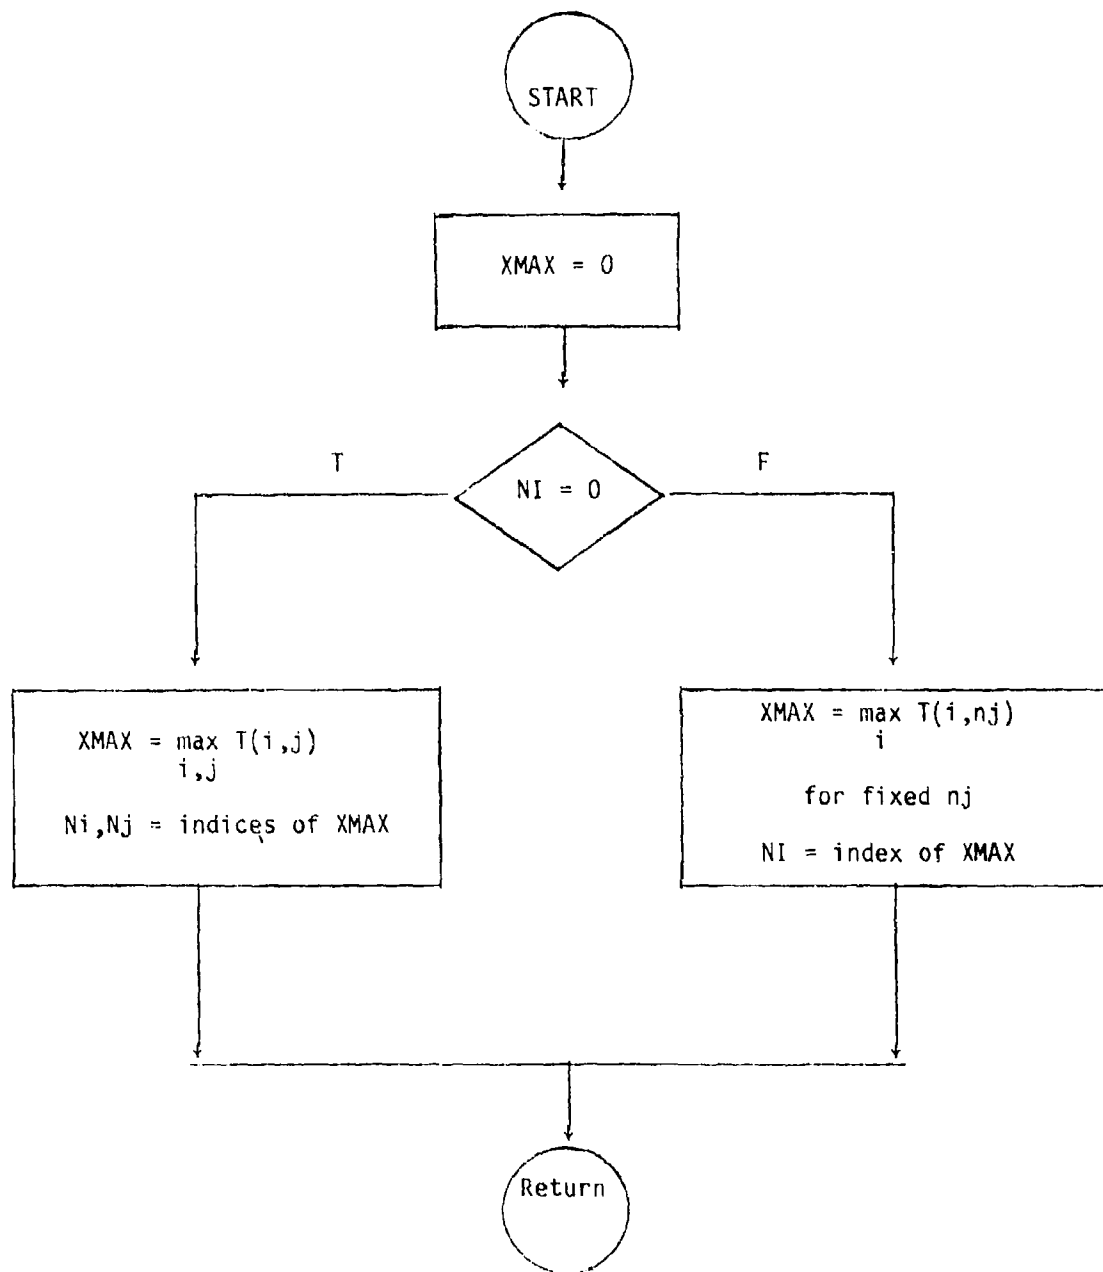 START
XMAX = 0
T
NI = 0
F
XMAX = max T(i,j)
i,j
Ni,Nj = indices of XMAX
XMAX = max T(i,nj)
i
for fixed nj
NI = index of XMAX
Return